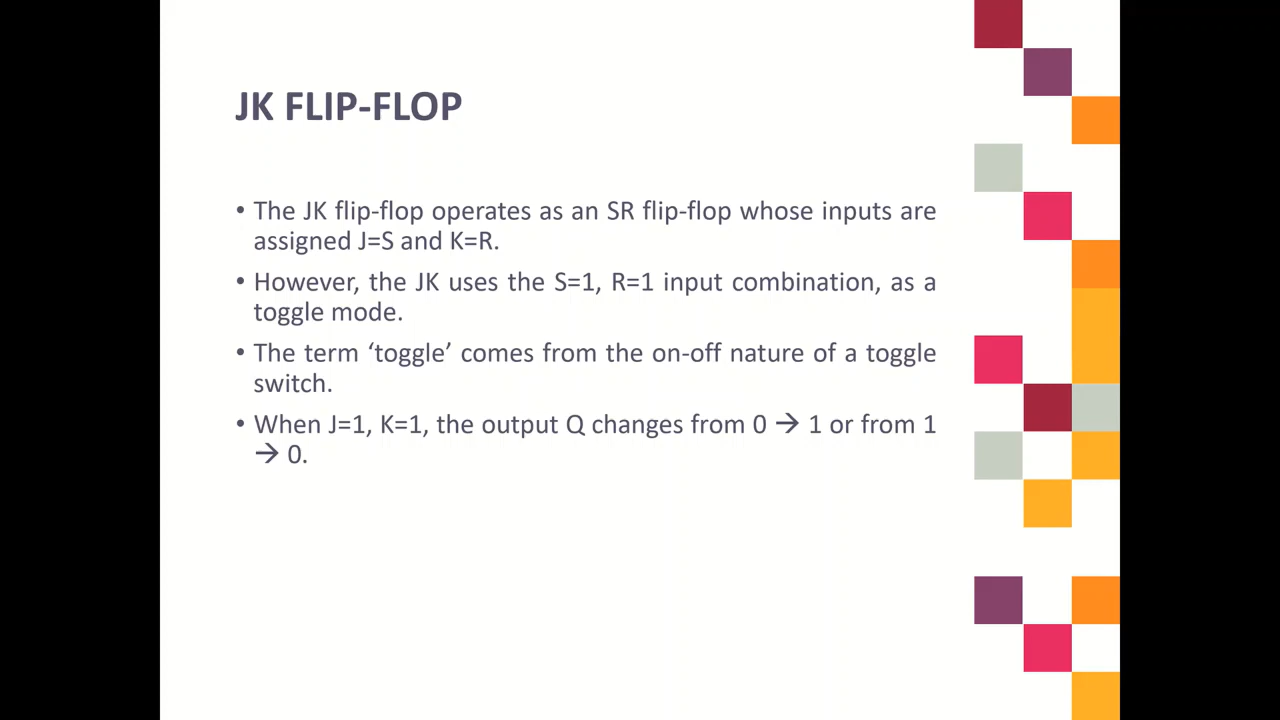 JK FLIP-FLOP
• The JK flip-flop operates as an SR flip-flop whose inputs are
assigned J=S and K=R.
• However, the JK uses the S=1, R=1 input combination, as a
toggle mode.
• The term ‘toggle’ comes from the on-off nature of a toggle
switch.
• When J=1, K=1, the output Q changes from 0 → 1 or from 1
→ 0.